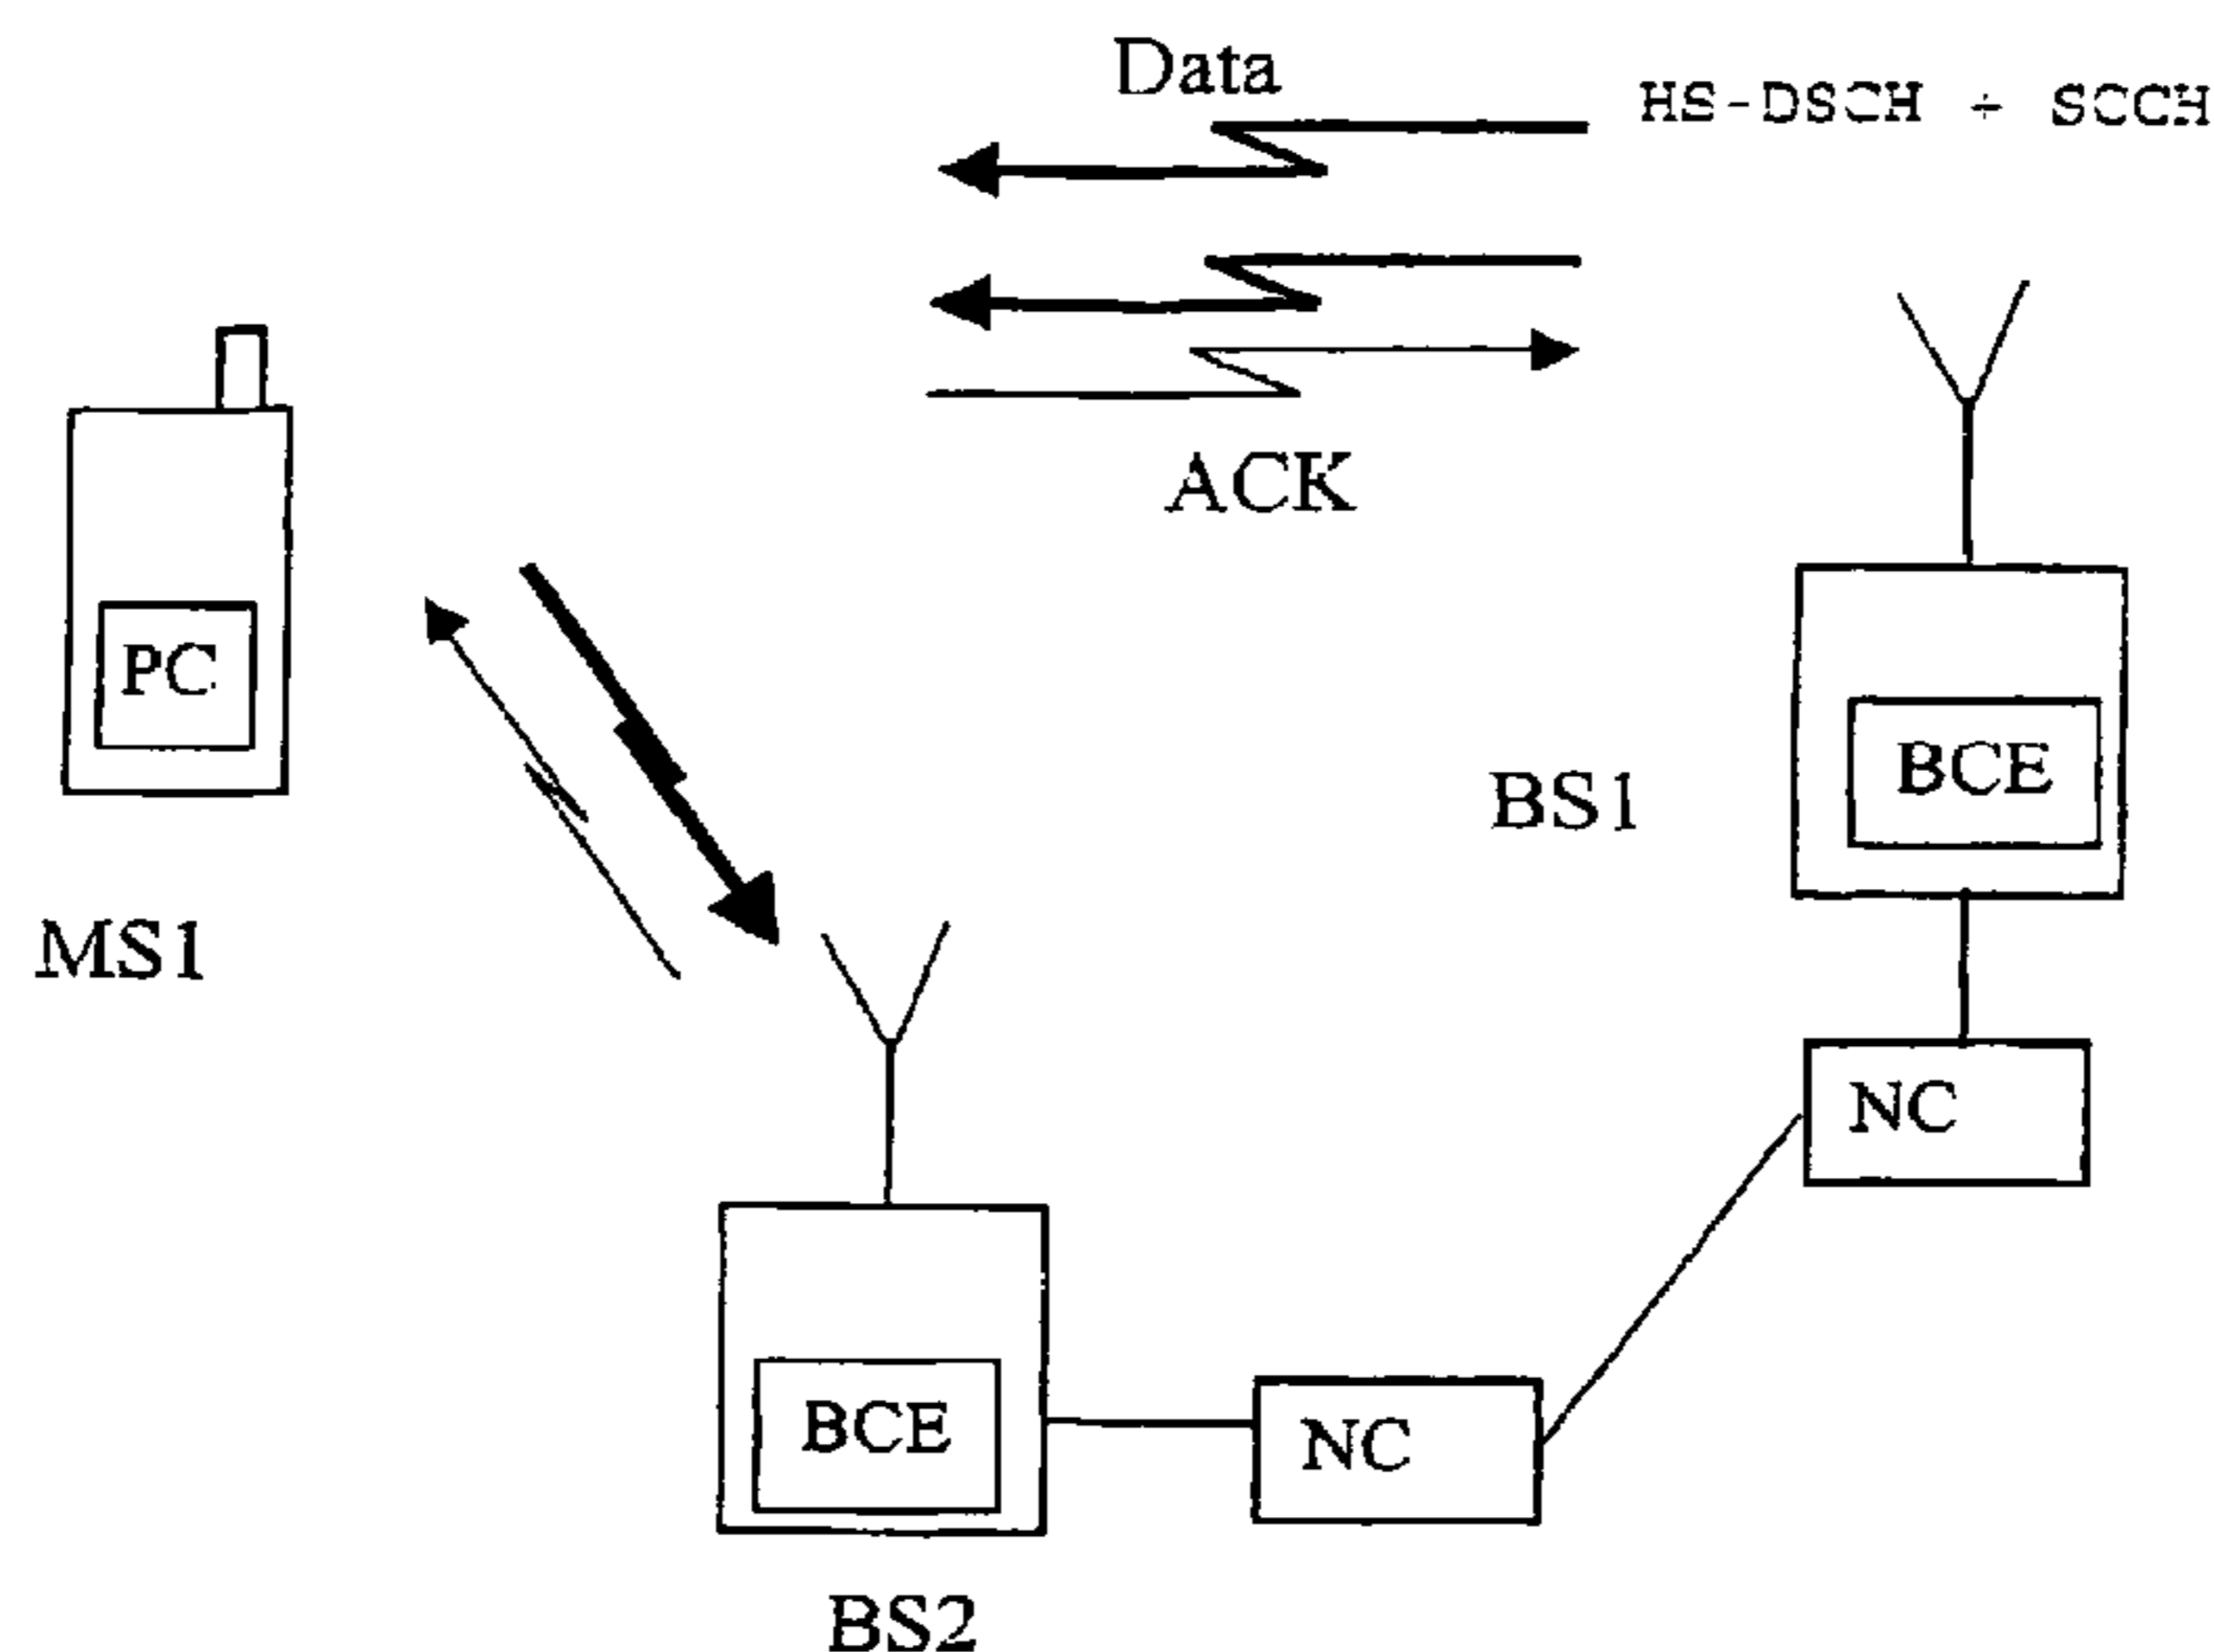 Data
HS-DSCH + SCCH
ACK
PC
BCE
BS1
MS1
NC
BCE
NC
BS2